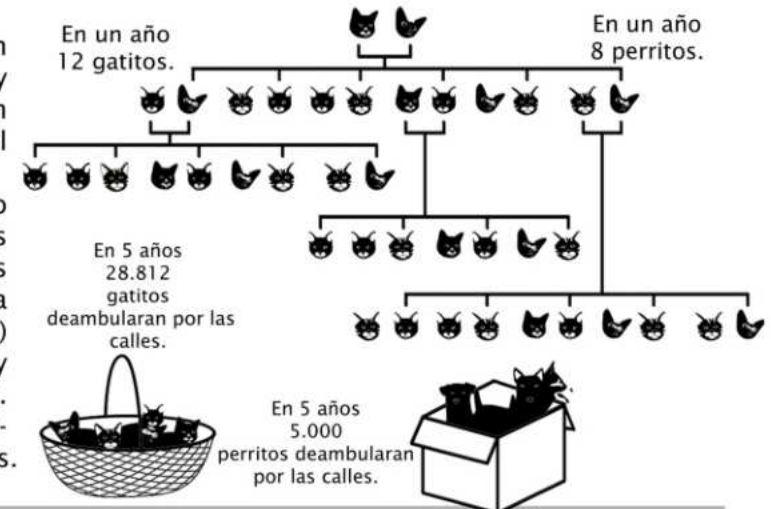 En un año
12 gatitos.
En un año
8 perritos.
En 5 años
28.812
gatitos
deambularan por las
calles.
En 5 años
5.000
perritos deambularan
por las calles.